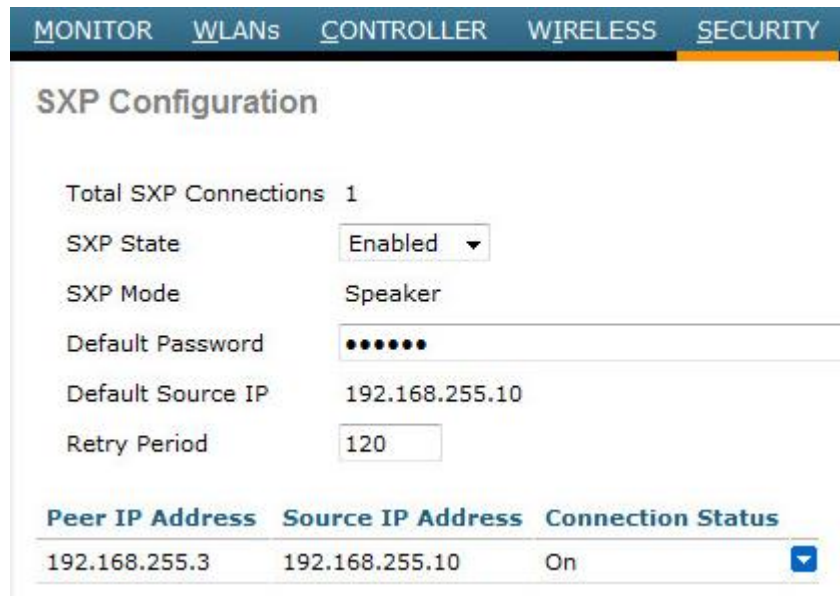 MONITOR WLANs CONTROLLER WIRELESS SECURITY
SXP Configuration
Total SXP Connections 1
SXP State Enabled
SXP Mode Speaker
Default Password ••••••
Default Source IP 192.168.255.10
Retry Period 120
Peer IP Address Source IP Address Connection Status
192.168.255.3 192.168.255.10 On